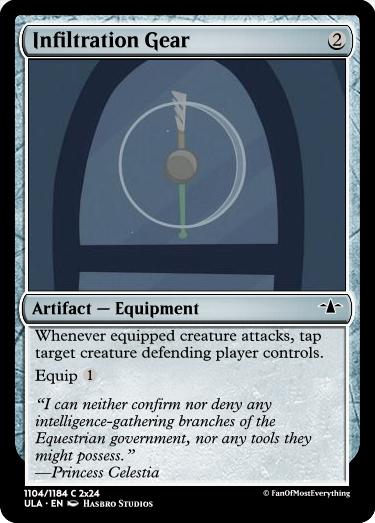 Infiltration Gear 2
Artifact — Equipment
Whenever equipped creature attacks, tap
target creature defending player controls.
Equip 1
“I can neither confirm nor deny any
intelligence-gathering branches of the
Equestrian government, nor any tools they
might possess.”
—Princess Celestia
1104/1184 C 2x24
ULA · EN Hasbro Studios
© FanOfMostEverything